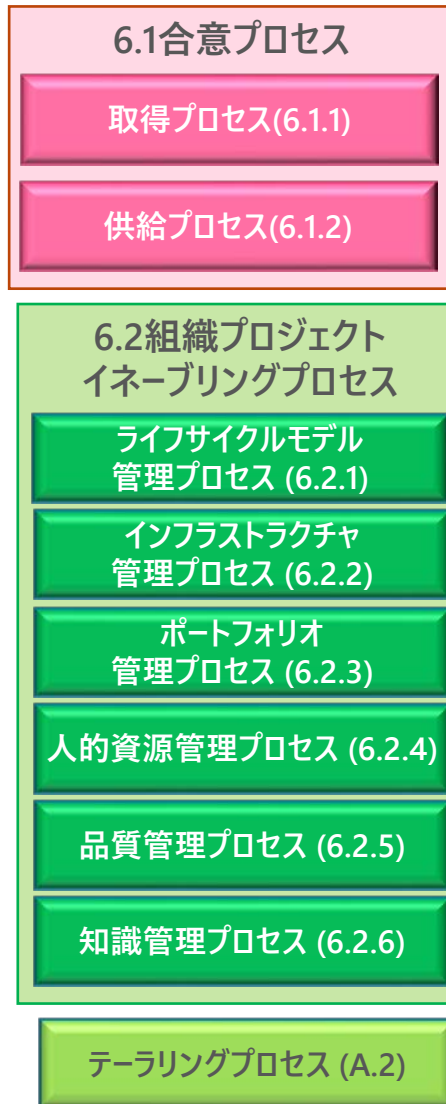 6.1合意プロセス
取得プロセス(6.1.1)
供給プロセス(6.1.2)
6.2組織プロジェクト
イネーブリングプロセス
ライフサイクルモデル
管理プロセス (6.2.1)
インフラストラクチャ
管理プロセス (6.2.2)
ポートフォリオ
管理プロセス (6.2.3)
人的資源管理プロセス (6.2.4)
品質管理プロセス (6.2.5)
知識管理プロセス (6.2.6)
テーラリングプロセス (A.2)